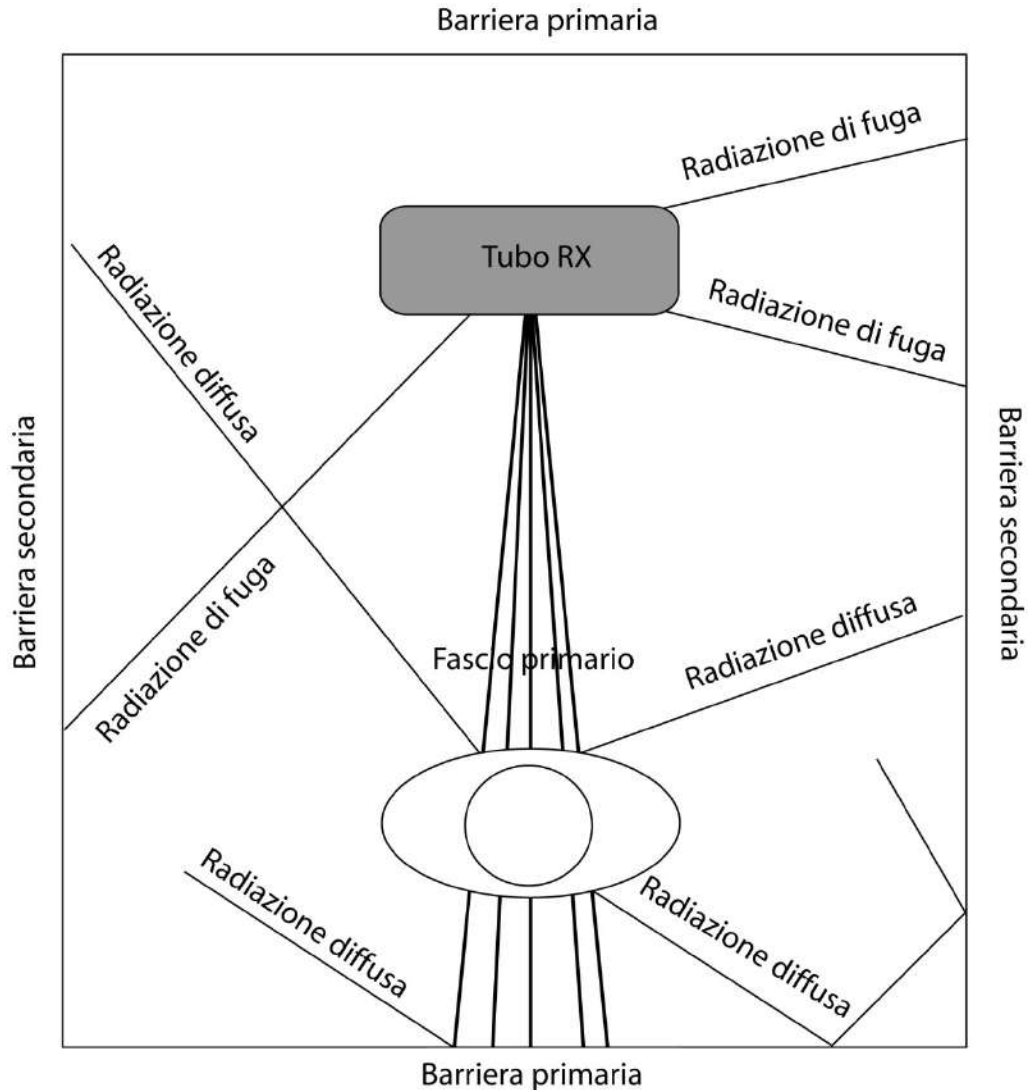 Barriera primaria
Radiazione di fuga
Tubo RX
Radiazione di fuga
Radiazione diffusa
Barriera secondaria
Barriera secondaria
Radiazione di fuga
Fascio primario
Radiazione diffusa
Radiazione diffusa
Radiazione diffusa
Barriera primaria